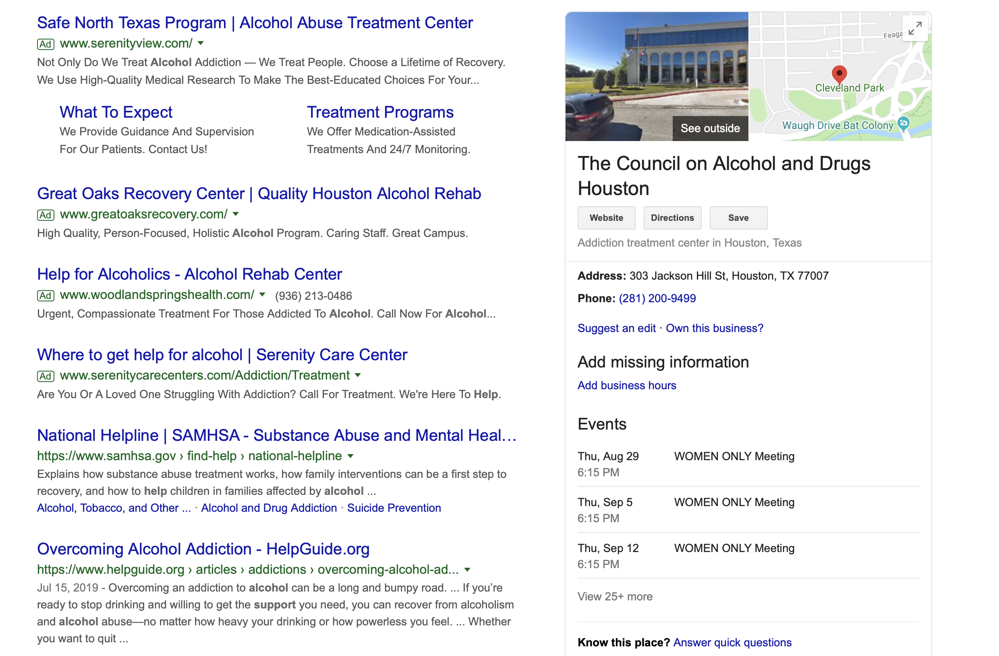 Safe North Texas Program | Alcohol Abuse Treatment Center
Ad www.serenityview.com/
Not Only Do We Treat Alcohol Addiction — We Treat People. Choose a Lifetime of Recovery.
We Use High-Quality Medical Research To Make The Best-Educated Choices For Your...
What To Expect
We Provide Guidance And Supervision
For Our Patients. Contact Us!
Treatment Programs
We Offer Medication-Assisted
Treatments And 24/7 Monitoring.
Great Oaks Recovery Center | Quality Houston Alcohol Rehab
Ad www.greatoaksrecovery.com/
High Quality, Person-Focused, Holistic Alcohol Program. Caring Staff. Great Campus.
Help for Alcoholics - Alcohol Rehab Center
Ad www.woodlandspringshealth.com/ (936) 213-0486
Urgent, Compassionate Treatment For Those Addicted To Alcohol. Call Now For Alcohol...
Where to get help for alcohol | Serenity Care Center
Ad www.serenitycarecenters.com/Addiction/Treatment
Are You Or A Loved One Struggling With Addiction? Call For Treatment. We're Here To Help.
National Helpline | SAMHSA - Substance Abuse and Mental Heal...
https://www.samhsa.gov › find-help › national-helpline
Explains how substance abuse treatment works, how family interventions can be a first step to
recovery, and how to help children in families affected by alcohol ...
Alcohol, Tobacco, and Other ... · Alcohol and Drug Addiction · Suicide Prevention
Overcoming Alcohol Addiction - HelpGuide.org
https://www.helpguide.org › articles › addictions › overcoming-alcohol-ad...
Jul 15, 2019 - Overcoming an addiction to alcohol can be a long and bumpy road. ... If you’re
ready to stop drinking and willing to get the support you need, you can recover from alcoholism
and alcohol abuse—no matter how heavy your drinking or how powerless you feel. ... Whether
you want to quit ...
See outside
Feagan
Cleveland Park
Waugh Drive Bat Colony
The Council on Alcohol and Drugs
Houston
Website Directions Save
Addiction treatment center in Houston, Texas
Address: 303 Jackson Hill St, Houston, TX 77007
Phone: (281) 200-9499
Suggest an edit · Own this business?
Add missing information
Add business hours
Events
Thu, Aug 29 WOMEN ONLY Meeting
6:15 PM
Thu, Sep 5 WOMEN ONLY Meeting
6:15 PM
Thu, Sep 12 WOMEN ONLY Meeting
6:15 PM
View 25+ more
Know this place? Answer quick questions